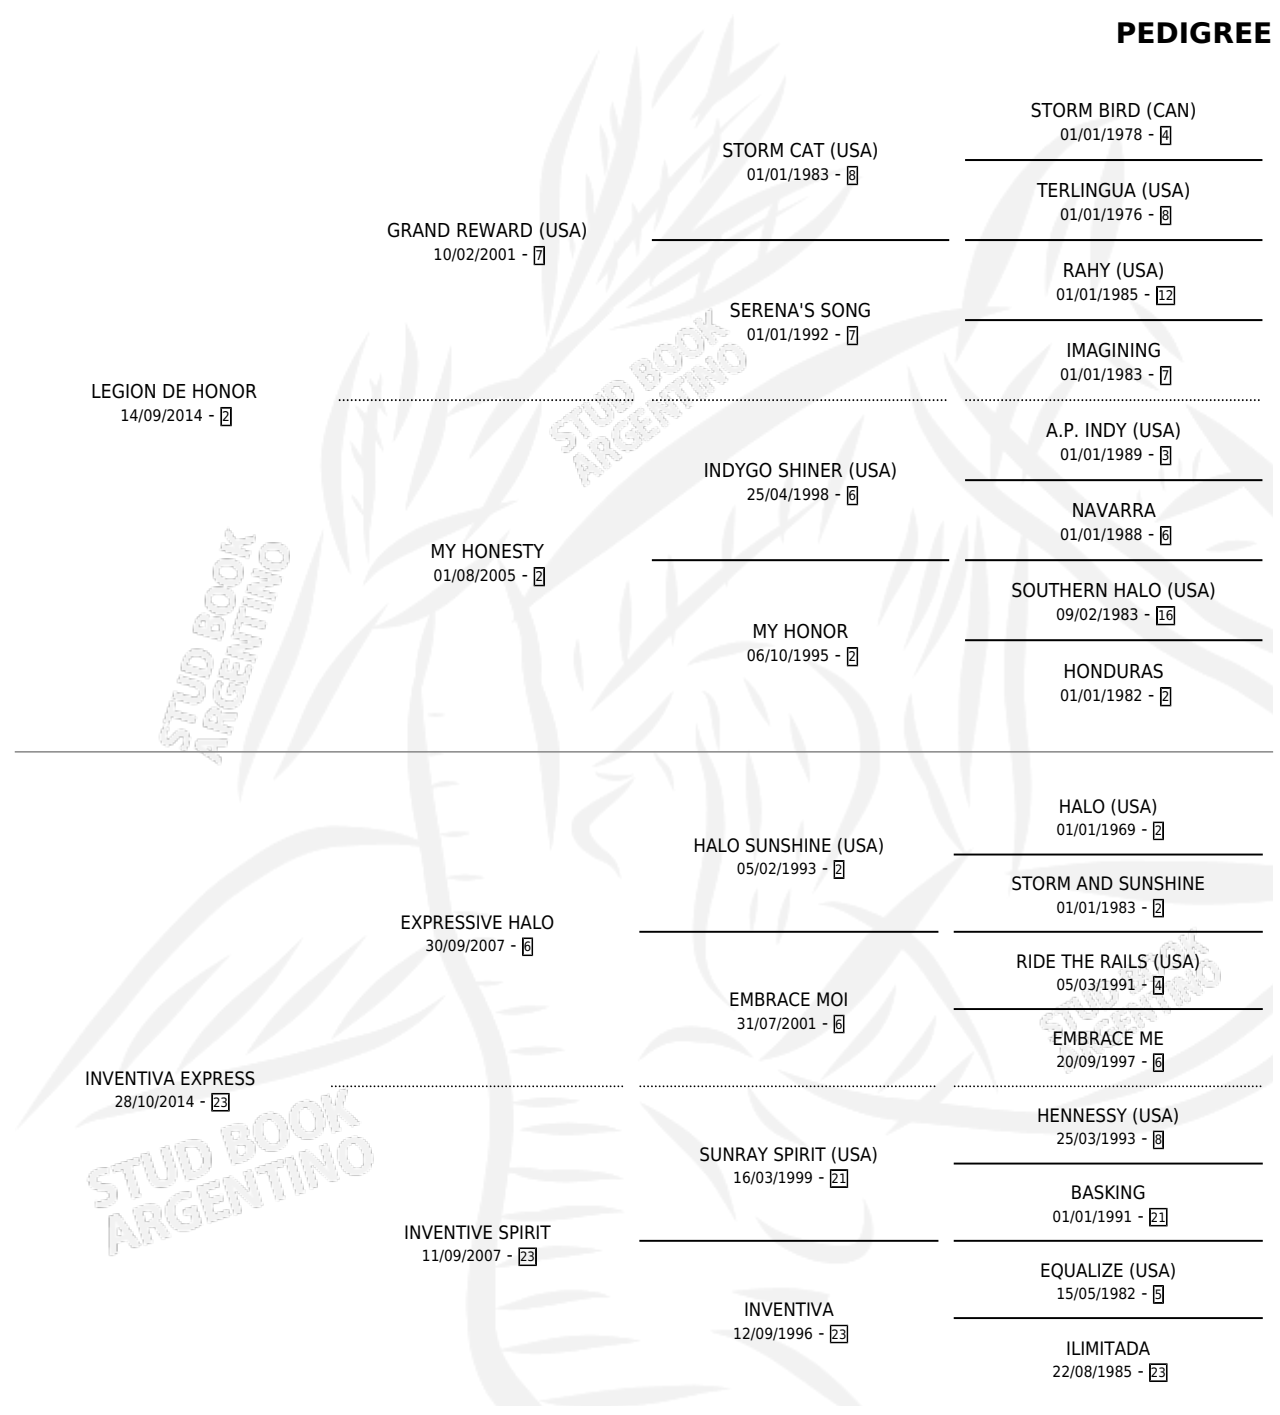 PEDIGREE
STORM BIRD (CAN)
01/01/1978 - 4
STORM CAT (USA)
01/01/1983 - 8
TERLINGUA (USA)
01/01/1976 - 8
GRAND REWARD (USA)
10/02/2001 - 7
RAHY (USA)
01/01/1985 - 12
SERENA'S SONG
01/01/1992 - 7
IMAGINING
01/01/1983 - 7
LEGION DE HONOR
14/09/2014 - 2
A.P. INDY (USA)
01/01/1989 - 3
INDYGO SHINER (USA)
25/04/1998 - 6
NAVARRA
01/01/1988 - 6
MY HONESTY
01/08/2005 - 2
SOUTHERN HALO (USA)
09/02/1983 - 16
MY HONOR
06/10/1995 - 2
HONDURAS
01/01/1982 - 2
HALO (USA)
01/01/1969 - 2
HALO SUNSHINE (USA)
05/02/1993 - 2
STORM AND SUNSHINE
01/01/1983 - 2
EXPRESSIVE HALO
30/09/2007 - 6
RIDE THE RAILS (USA)
05/03/1991 - 4
EMBRACE MOI
31/07/2001 - 6
EMBRACE ME
20/09/1997 - 6
INVENTIVA EXPRESS
28/10/2014 - 23
HENNESSY (USA)
25/03/1993 - 8
SUNRAY SPIRIT (USA)
16/03/1999 - 21
BASKING
01/01/1991 - 21
INVENTIVE SPIRIT
11/09/2007 - 23
EQUALIZE (USA)
15/05/1982 - 5
INVENTIVA
12/09/1996 - 23
ILIMITADA
22/08/1985 - 23
STUD BOOK
ARGENTINO
STUD BOOK
ARGENTINO
STUD BOOK
ARGENTINO
STUD BOOK
ARGENTINO